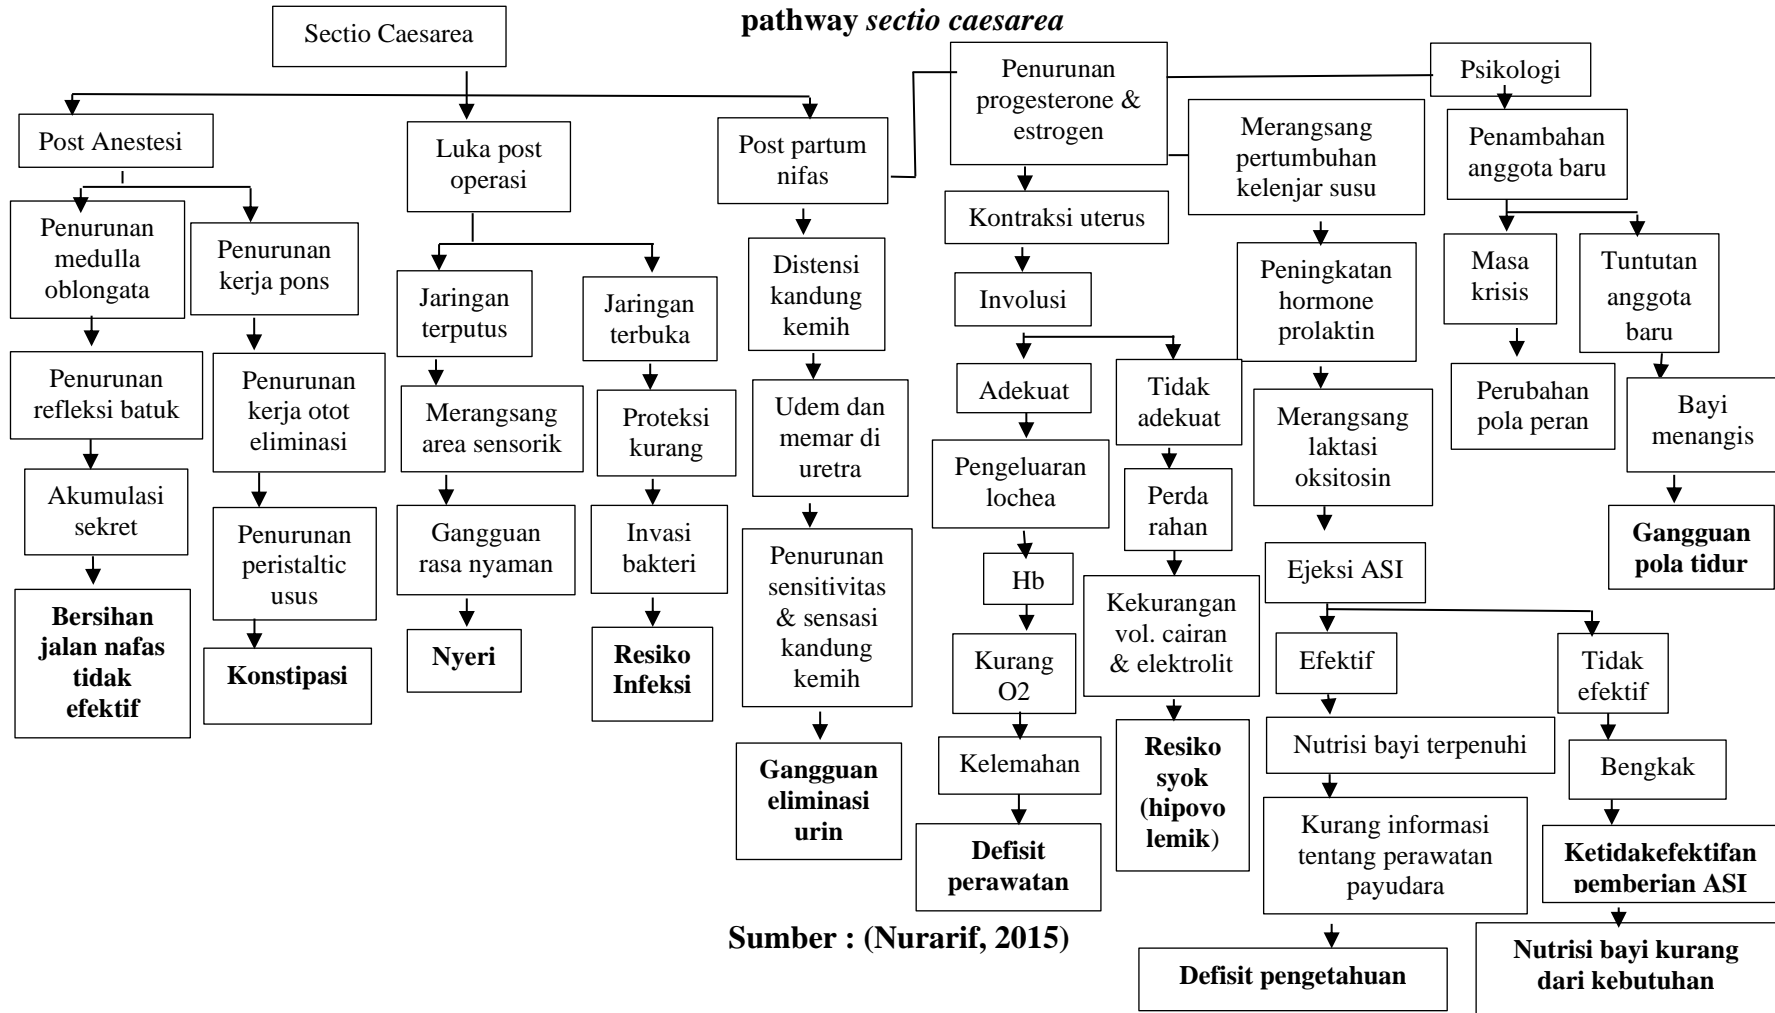 pathway sectio caesarea
Sectio Caesarea
Post Anestesi
Penurunan
medulla
oblongata
Penurunan
refleksi batuk
Akumulasi
sekret
Bersihan
jalan nafas
tidak
efektif
Penurunan
kerja pons
Penurunan
kerja otot
eliminasi
Penurunan
peristaltic
usus
Konstipasi
Luka post
operasi
Jaringan
terputus
Merangsang
area sensorik
Gangguan
rasa nyaman
Nyeri
Jaringan
terbuka
Proteksi
kurang
Invasi
bakteri
Resiko
Infeksi
Post partum
nifas
Distensi
kandung
kemih
Udem dan
memar di
uretra
Penurunan
sensitivitas
& sensasi
kandung
kemih
Gangguan
eliminasi
urin
Penurunan
progesterone &
estrogen
Kontraksi uterus
Involusi
Adekuat
Pengeluaran
lochea
Hb
Kurang
O2
Kelemahan
Defisit
perawatan
Tidak
adekuat
Perda
rahan
Kekurangan
vol. cairan
& elektrolit
Resiko
syok
(hipovo
lemik)
Merangsang
pertumbuhan
kelenjar susu
Peningkatan
hormone
prolaktin
Merangsang
laktasi
oksitosin
Ejeksi ASI
Efektif
Nutrisi bayi terpenuhi
Kurang informasi
tentang perawatan
payudara
Defisit pengetahuan
Tidak
efektif
Bengkak
Ketidakefektifan
pemberian ASI
Nutrisi bayi kurang
dari kebutuhan
Psikologi
Penambahan
anggota baru
Masa
krisis
Perubahan
pola peran
Tuntutan
anggota
baru
Bayi
menangis
Gangguan
pola tidur
Sumber : (Nurarif, 2015)